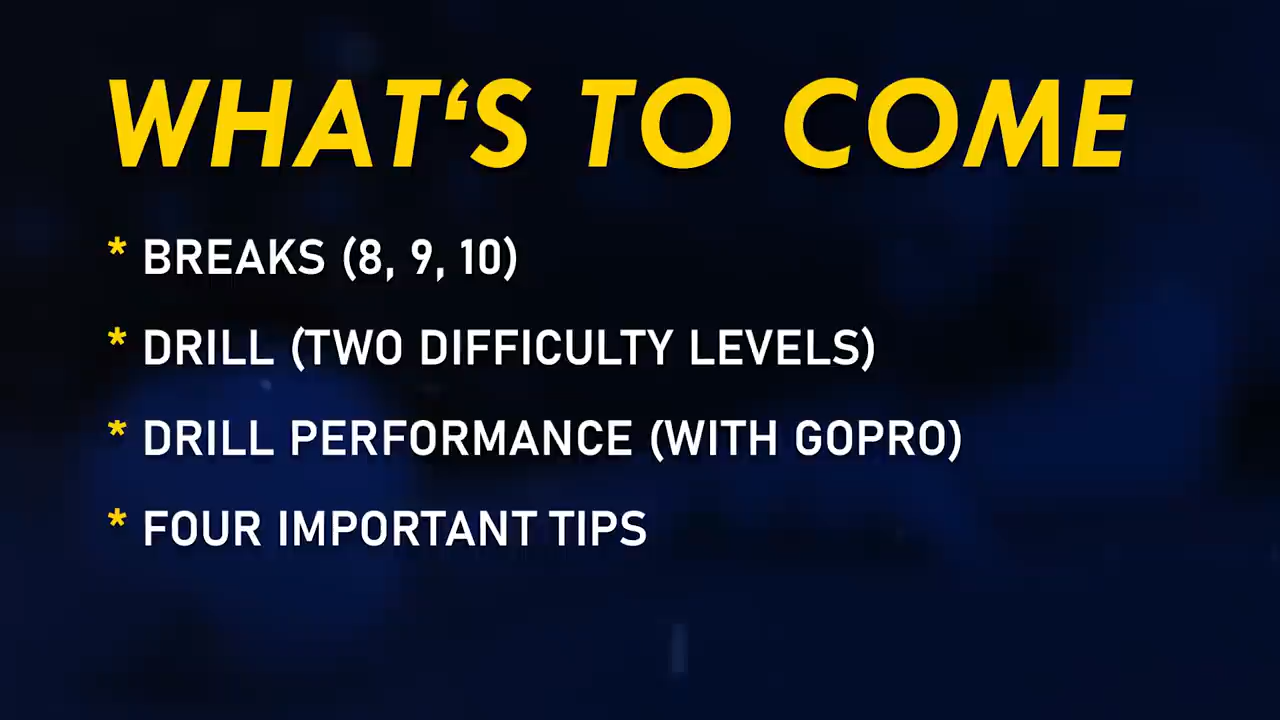 WHAT‘S TO COME
* BREAKS (8, 9, 10)
* DRILL (TWO DIFFICULTY LEVELS)
* DRILL PERFORMANCE (WITH GOPRO)
* FOUR IMPORTANT TIPS